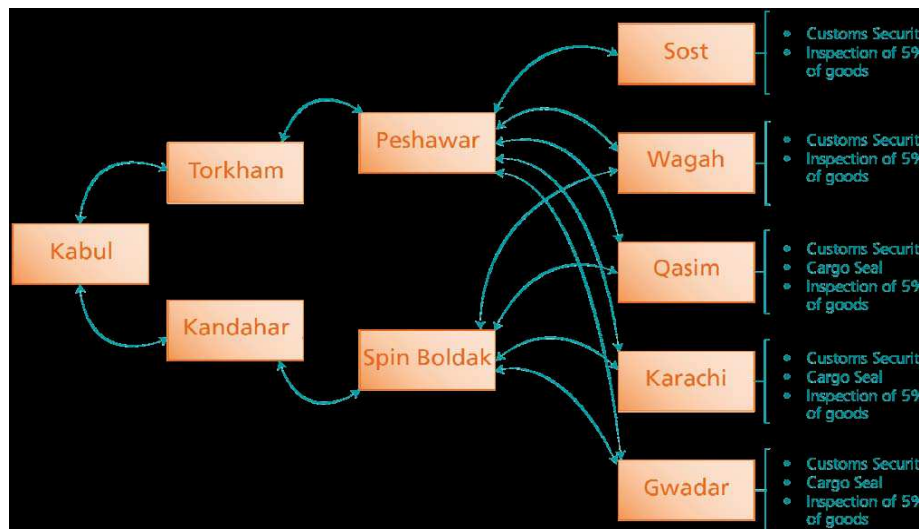 Sost
Customs Securit
Inspection of 5%
of goods
Peshawar
Torkham
Wagah
Customs Securit
Inspection of 5%
of goods
Kabul
Qasim
Customs Securit
Cargo Seal
Inspection of 5%
of goods
Kandahar
Spin Boldak
Karachi
Customs Securit
Cargo Seal
Inspection of 5%
of goods
Gwadar
Customs Securit
Cargo Seal
Inspection of 5%
of goods